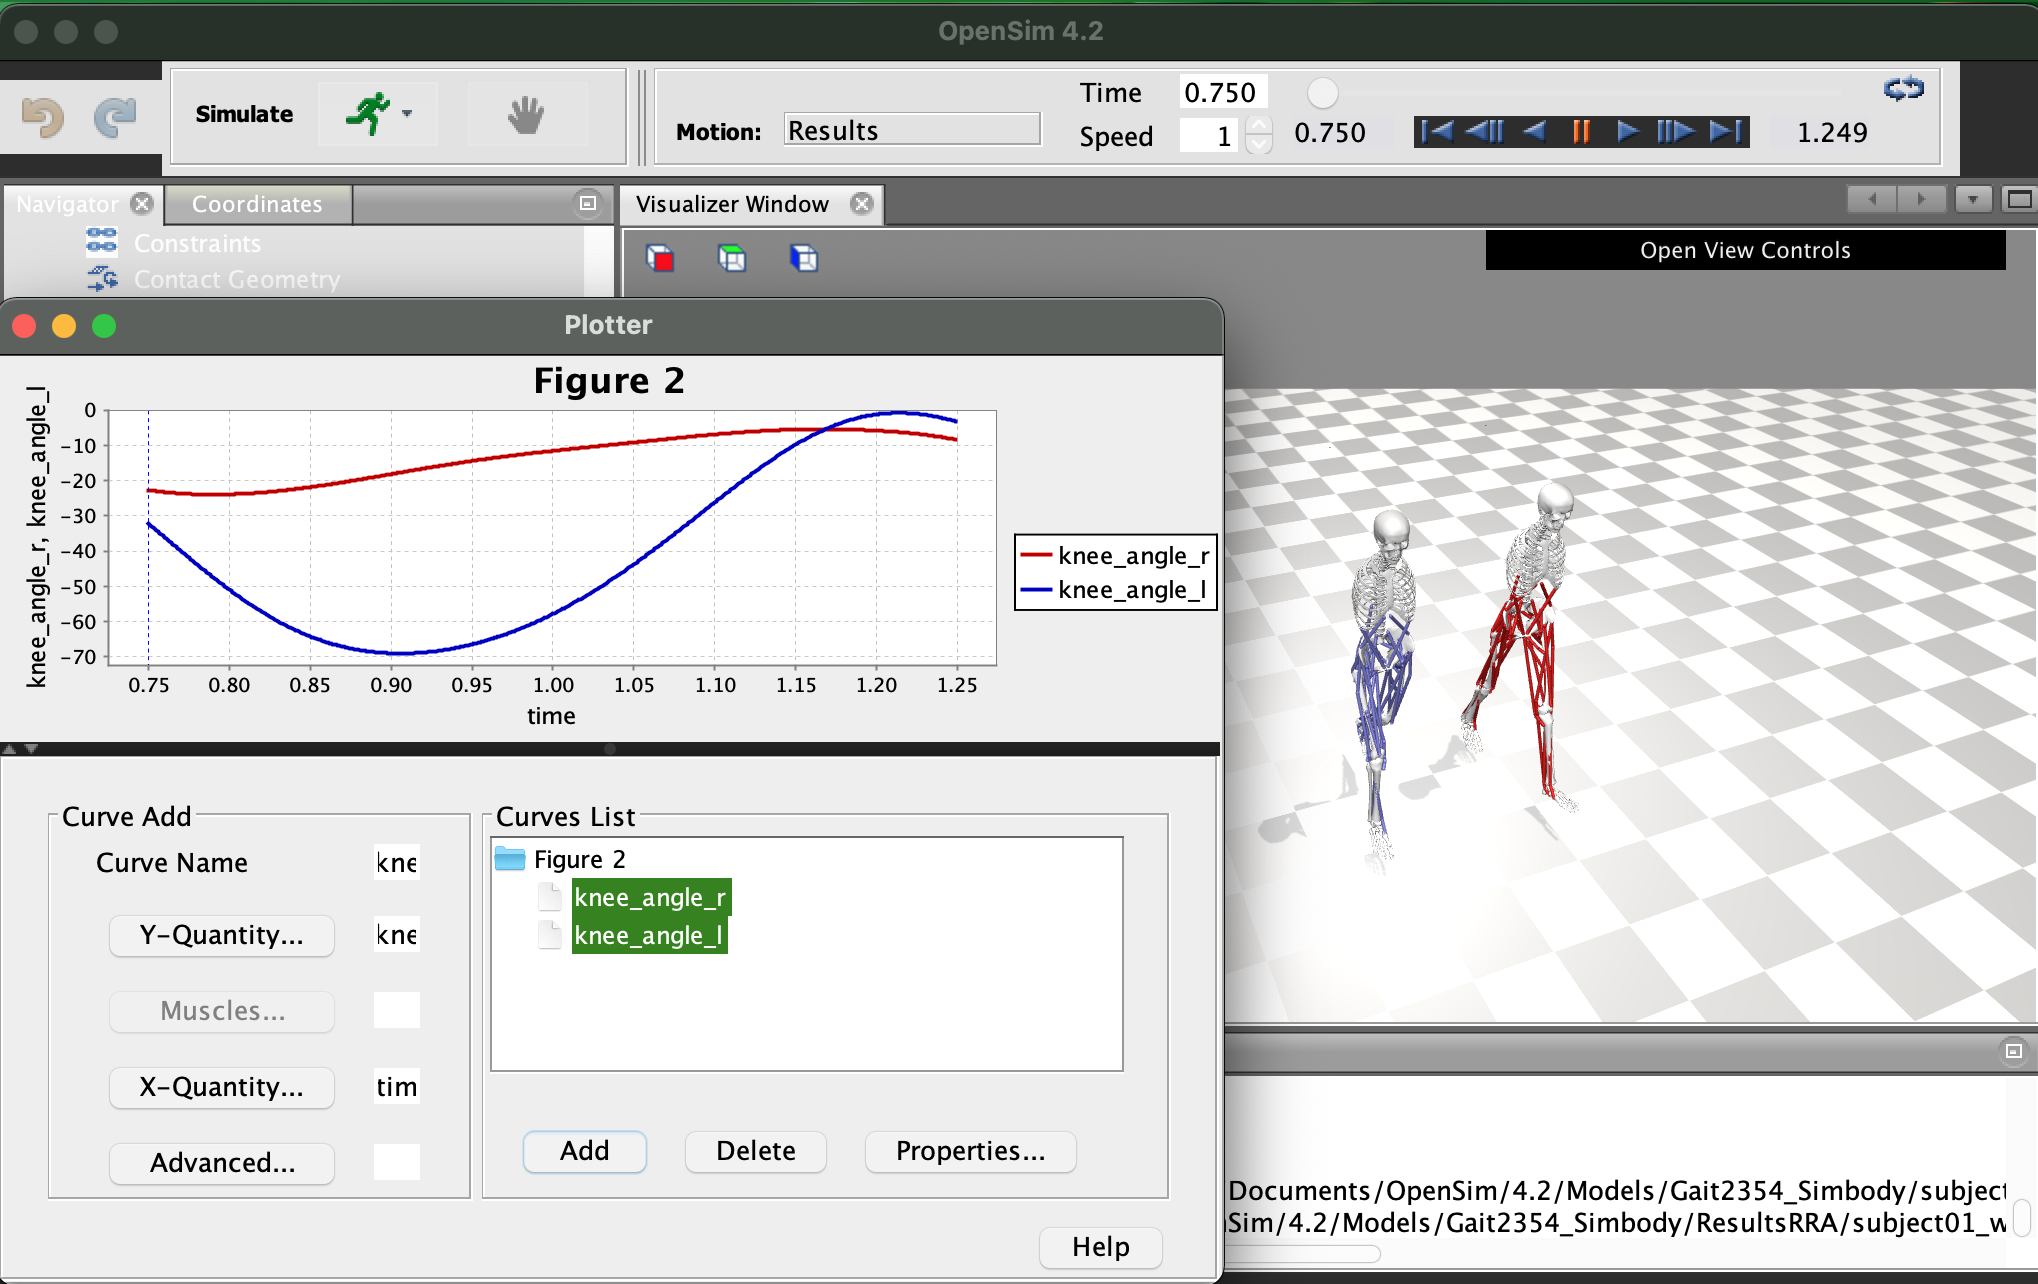 OpenSim 4.2
Simulate
Motion:
Results
Time
0.750
Speed
1
0.750
1.249
Navigator
Coordinates
Visualizer Window
Constraints
Contact Geometry
Open View Controls
Plotter
Figure 2
knee_angle_r, knee_angle_l
0
-10
-20
-30
-40
-50
-60
-70
0.75 0.80 0.85 0.90 0.95 1.00 1.05 1.10 1.15 1.20 1.25
time
knee_angle_r
knee_angle_l
Curve Add
Curve Name
kne
Y-Quantity...
kne
Muscles...
X-Quantity...
tim
Advanced...
Curves List
Figure 2
knee_angle_r
knee_angle_l
Add
Delete
Properties...
Help
Documents/OpenSim/4.2/Models/Gait2354_Simbody/subject
Sim/4.2/Models/Gait2354_Simbody/ResultsRRA/subject01_w